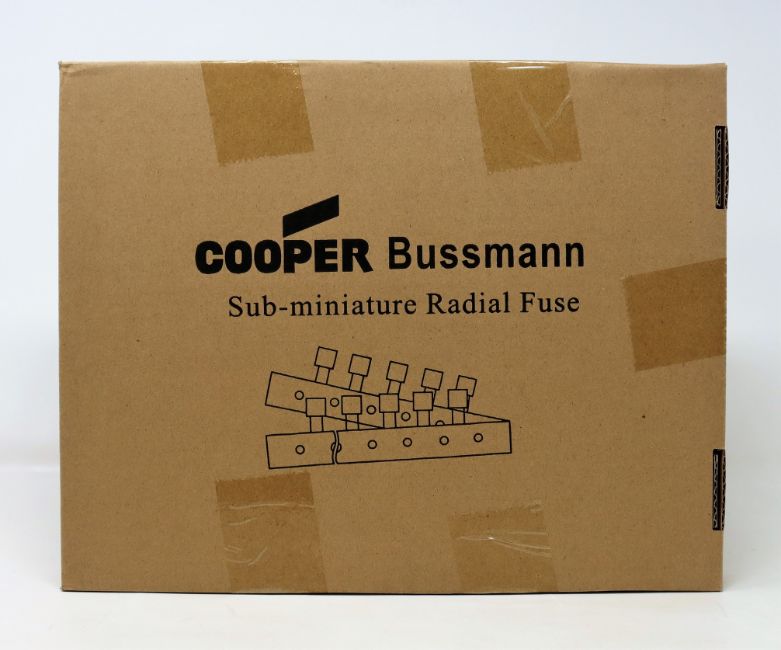 COOPER Bussmann
Sub-miniature Radial Fuse